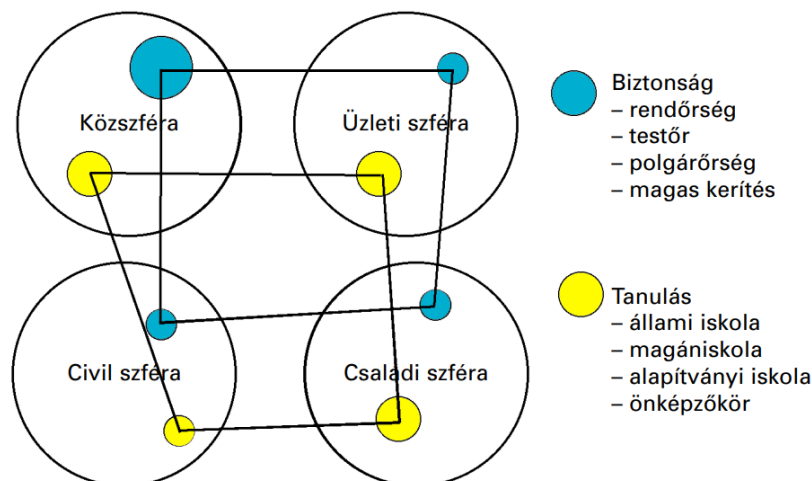 Közszféra
Üzleti szféra
Civil szféra
Családi szféra
Biztonság
– rendőrség
– testőr
– polgárőrség
– magas kerítés
Tanulás
– állami iskola
– magániskola
– alapítványi iskola
– önképzőkör